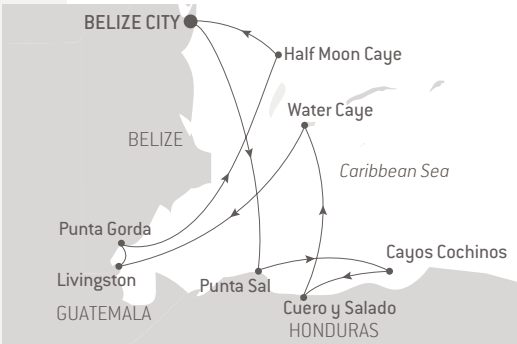 BELIZE CITY
Half Moon Caye
Water Caye
BELIZE
Caribbean Sea
Punta Gorda
Cayos Cochinos
Livingston
Punta Sal
Cuero y Salado
GUATEMALA
HONDURAS